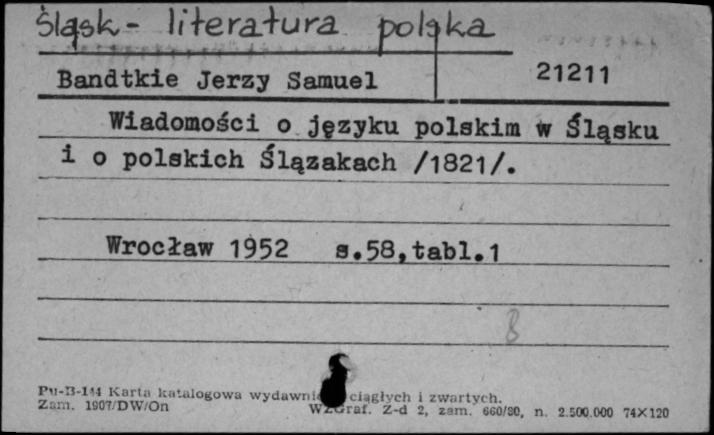 Śląsk - literatura polska
Bandtkie Jerzy Samuel 21211
Wiadomości o języku polskim w Śląsku
i o polskich Ślązakach /1821/.
Wrocław 1952 s.58,tabl.1
8
Pu-B-144 Karta katalogowa wydawnic ciągłych i zwartych.
Zam. 1907/DW/On WZGraf. Z-d 2, zam. 660/80, n. 2.500.000 74X120